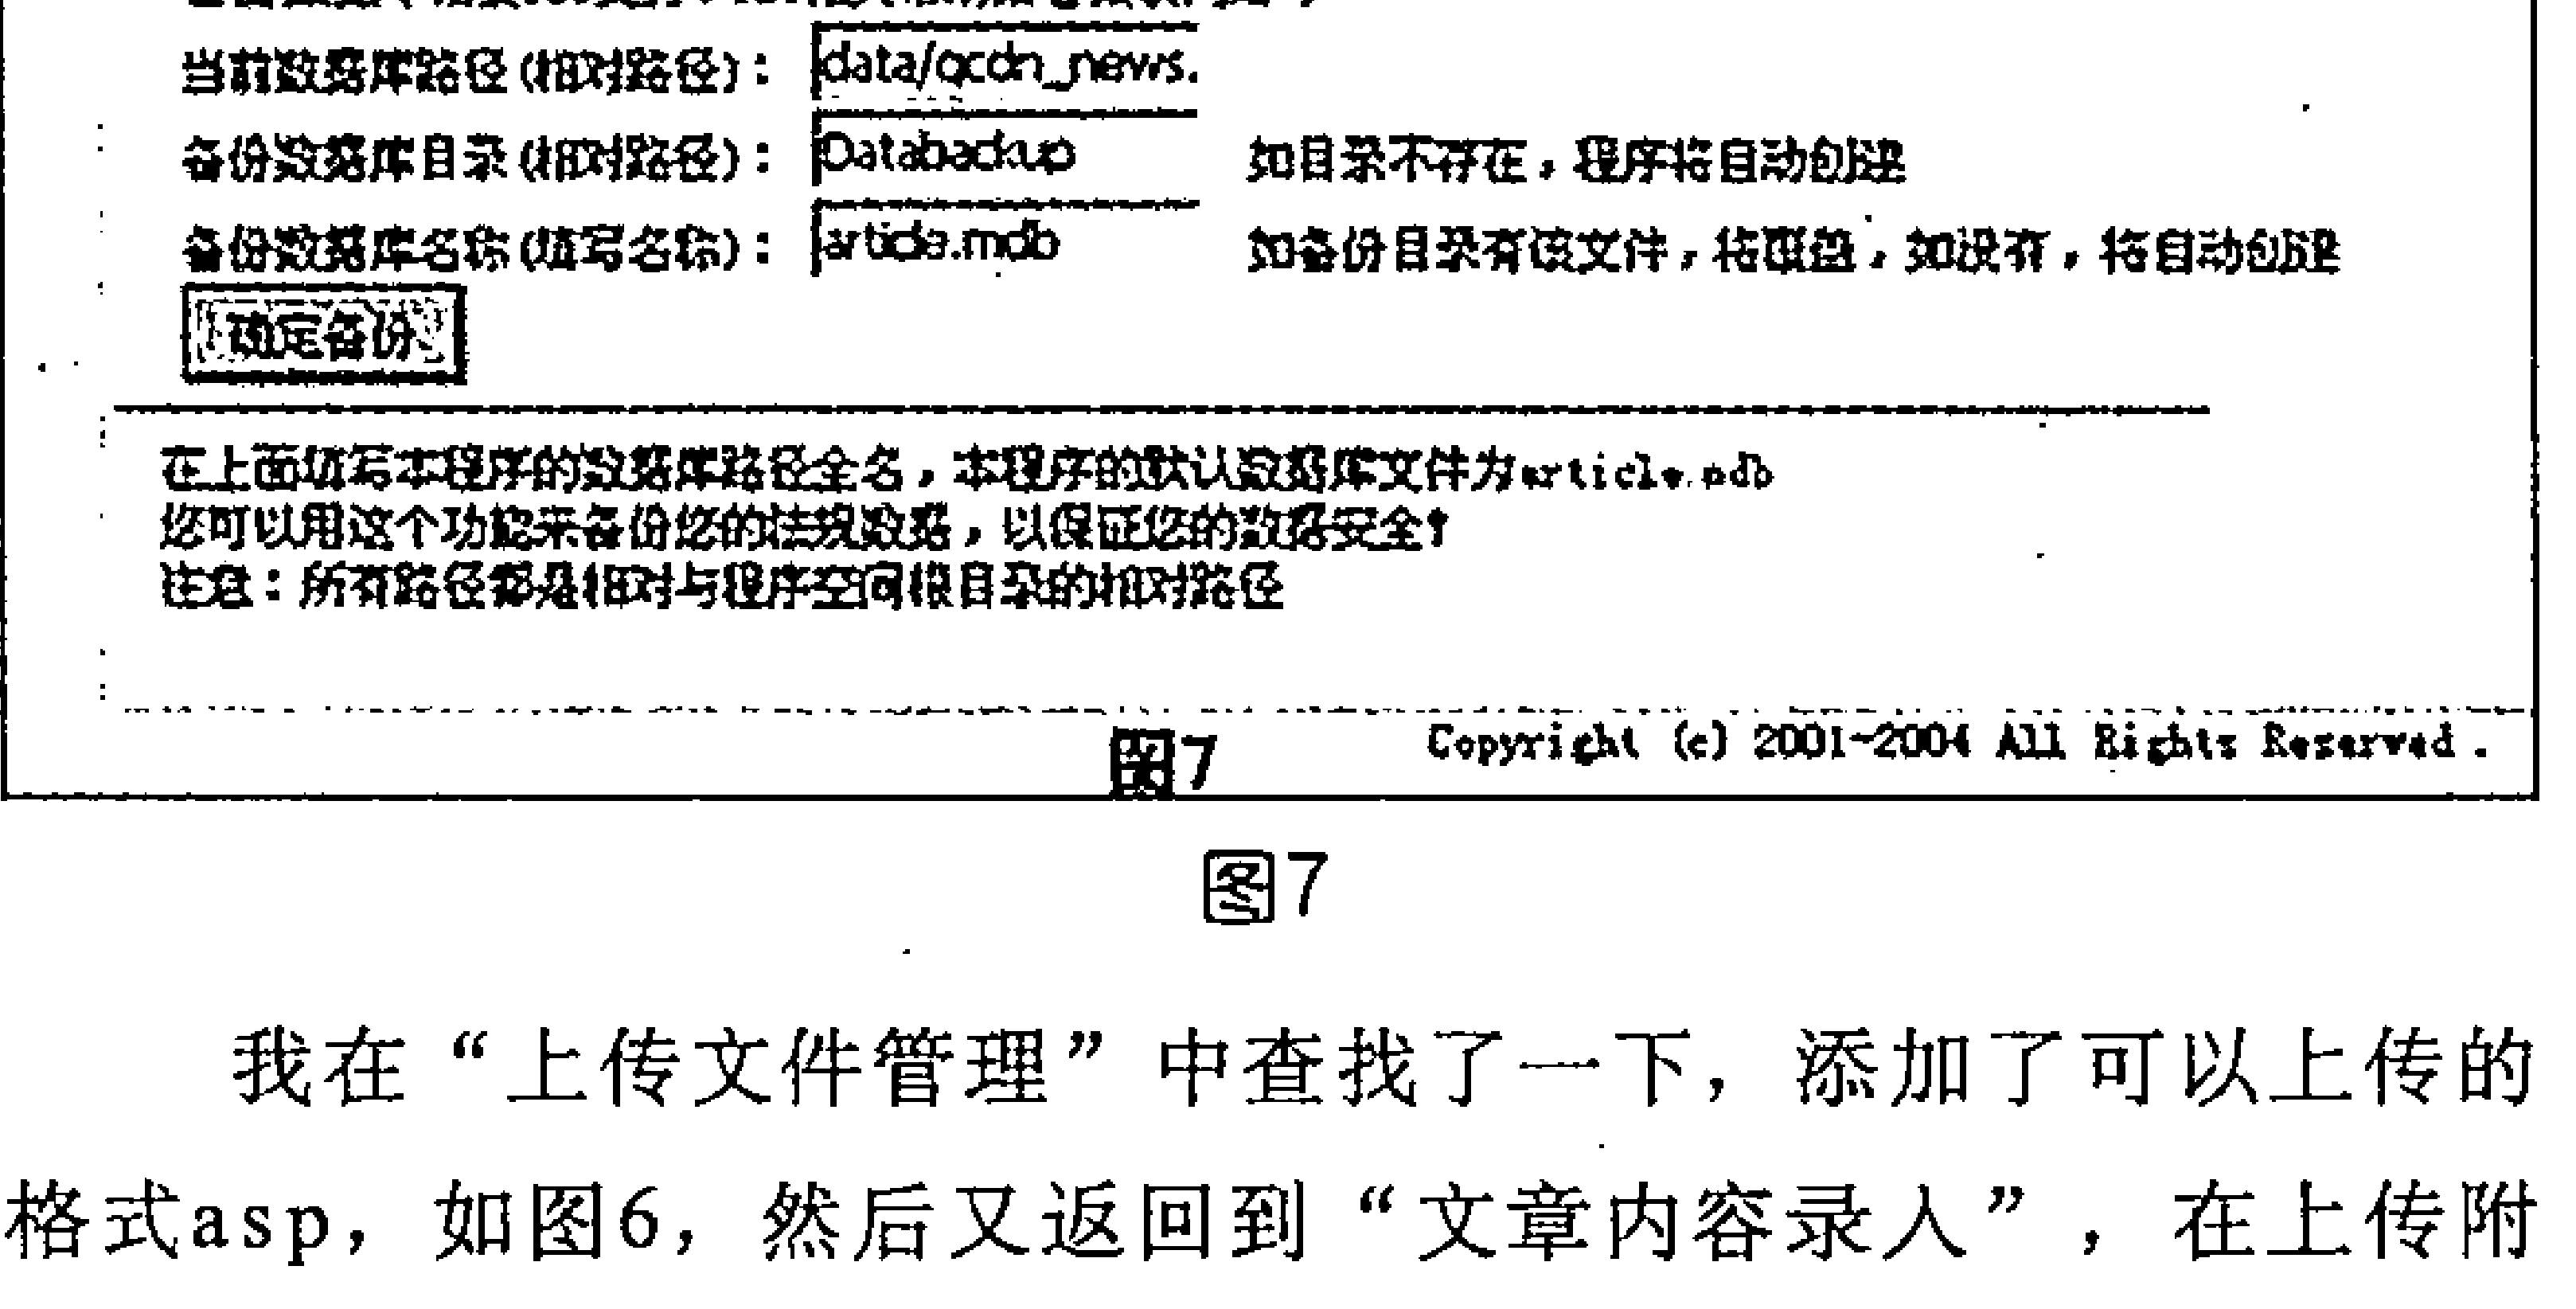 当前数据库路径(相对路径)： data/qcdn_news.
备份数据库目录(相对路径)： Databackup 如目录不存在，程序将自动创建
备份数据库名称(填写名称)： article.mdb 如备份目录有该文件，将覆盖，如没有，将自动创建
确定备份
在上面填写本程序的数据库路径全名，本程序的默认数据库文件为article.mdb
您可以用这个功能来备份您的法规数据，以保证您的数据安全！
注意：所有路径都是相对与程序空间根目录的相对路径
Copyright (c) 2001-2004 All Rights Reserved .
图7
图7
我在“上传文件管理”中查找了一下，添加了可以上传的
格式asp，如图6，然后又返回到“文章内容录入”，在上传附